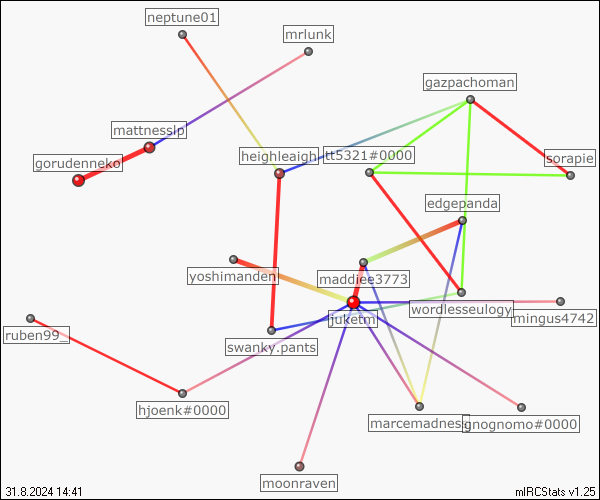 neptune01
mrlunk
gazpachoman
mattnesslp
heighleaigh
tt5321#0000
sorapie
gorudenneko
edgepanda
yoshimanden
maddiee3773
wordlesseulogy
juketm
mingus4742
ruben99_
swanky.pants
hjoenk#0000
marcemadness
gnognomo#0000
moonraven
31.8.2024 14:41
mIRCStats v1.25